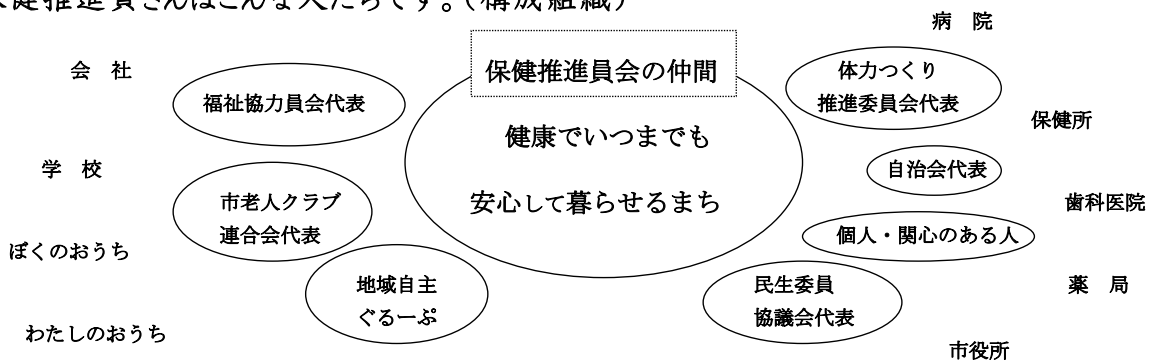 健推進員さんはこんな人たちです。（構成組織）
病　院
会　社
保健推進員会の仲間
体力つくり
推進委員会代表
福祉協力員会代表
保健所
健康でいつまでも
学　校
自治会代表
市老人クラブ
連合会代表
安心して暮らせるまち
歯科医院
個人・関心のある人
ぼくのおうち
地域自主
ぐるーぷ
民生委員
協議会代表
薬　局
わたしのおうち
市役所